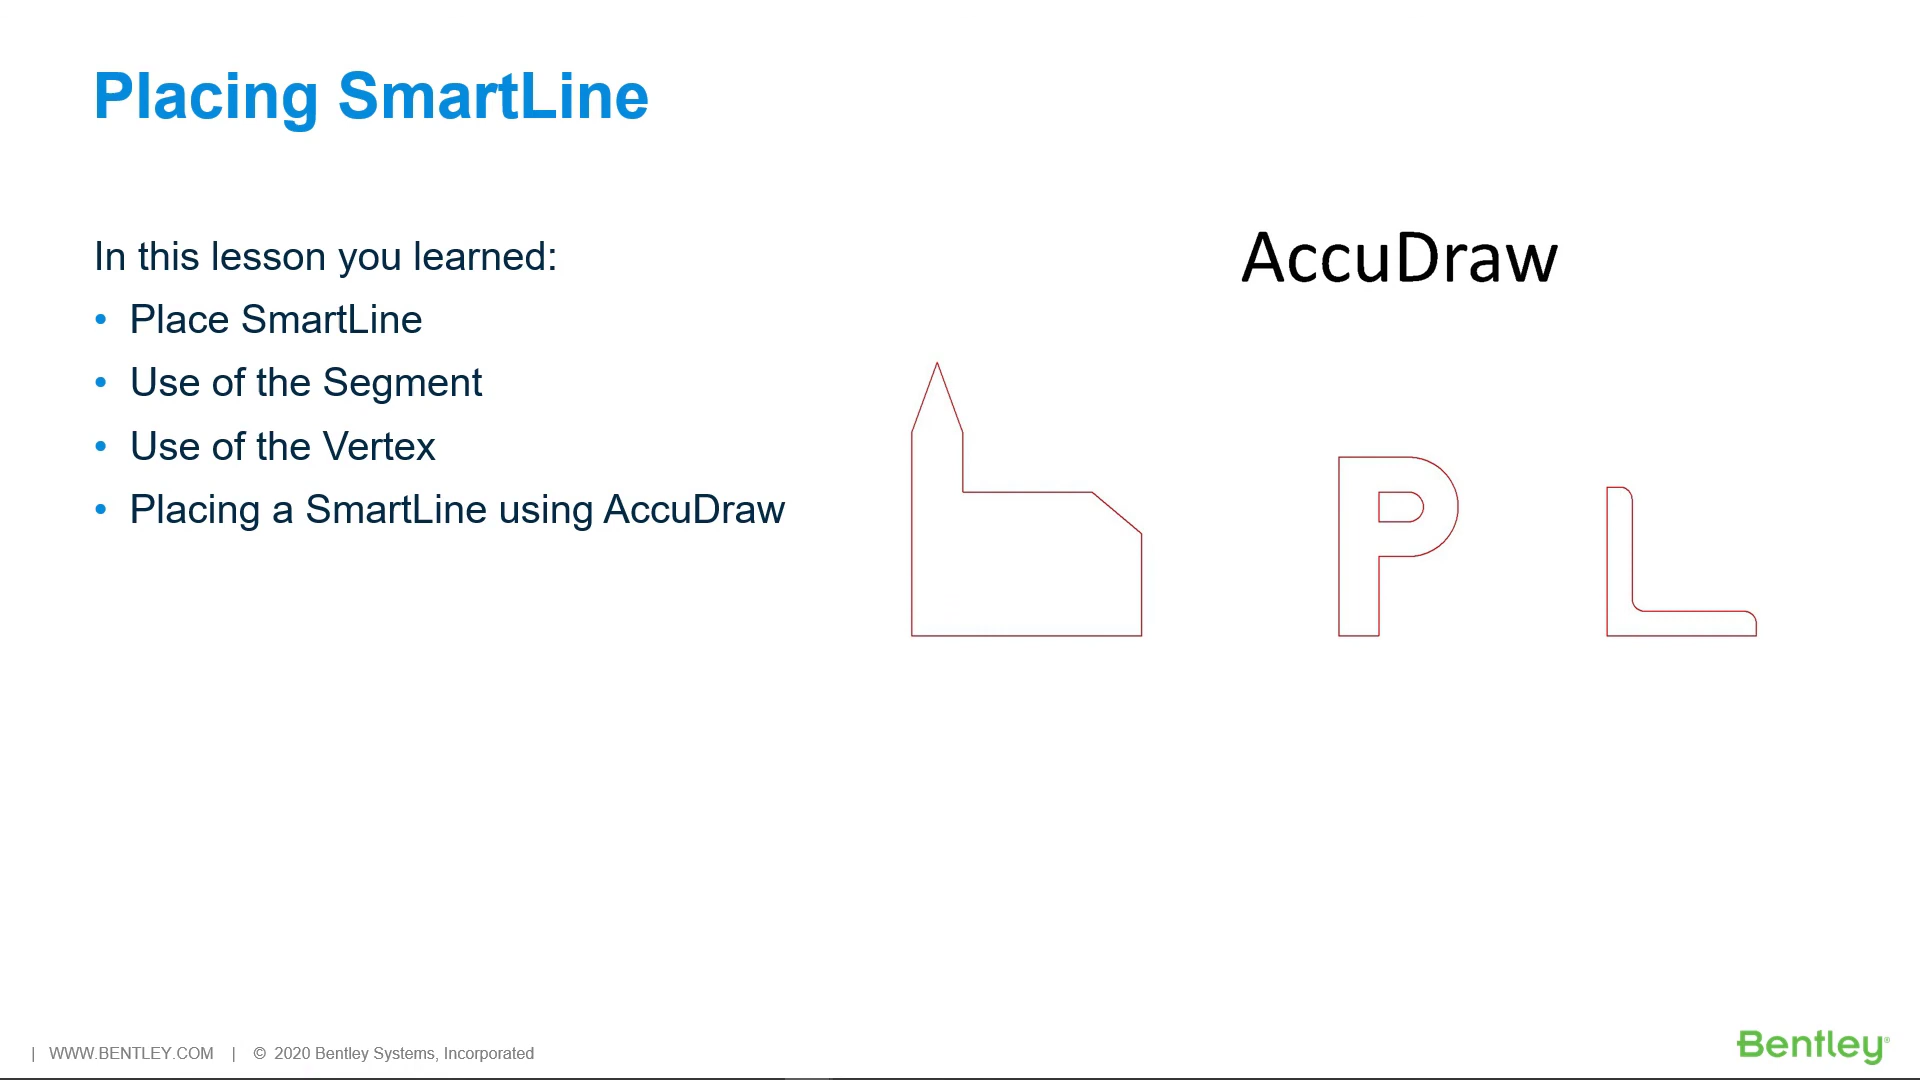 Placing SmartLine
In this lesson you learned:
• Place SmartLine
• Use of the Segment
• Use of the Vertex
• Placing a SmartLine using AccuDraw
AccuDraw
P
| WWW.BENTLEY.COM | © 2020 Bentley Systems, Incorporated
Bentley®